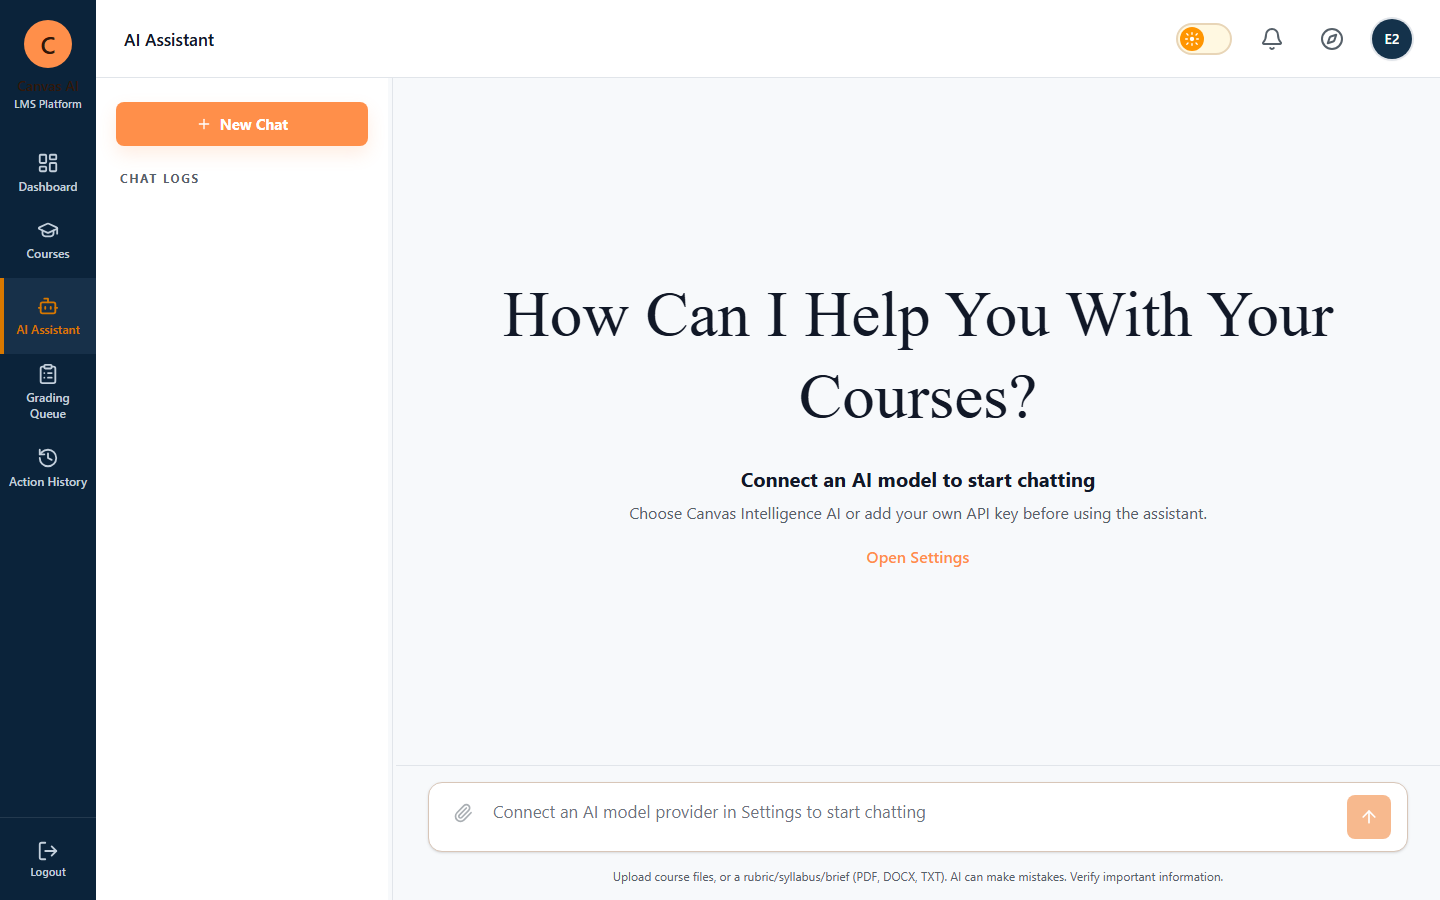 C
Canvas AI
LMS Platform
Dashboard
Courses
AI Assistant
Grading
Queue
Action History
Logout
AI Assistant
E2
+ New Chat
CHAT LOGS
How Can I Help You With Your
Courses?
Connect an AI model to start chatting
Choose Canvas Intelligence AI or add your own API key before using the assistant.
Open Settings
Connect an AI model provider in Settings to start chatting
Upload course files, or a rubric/syllabus/brief (PDF, DOCX, TXT). AI can make mistakes. Verify important information.